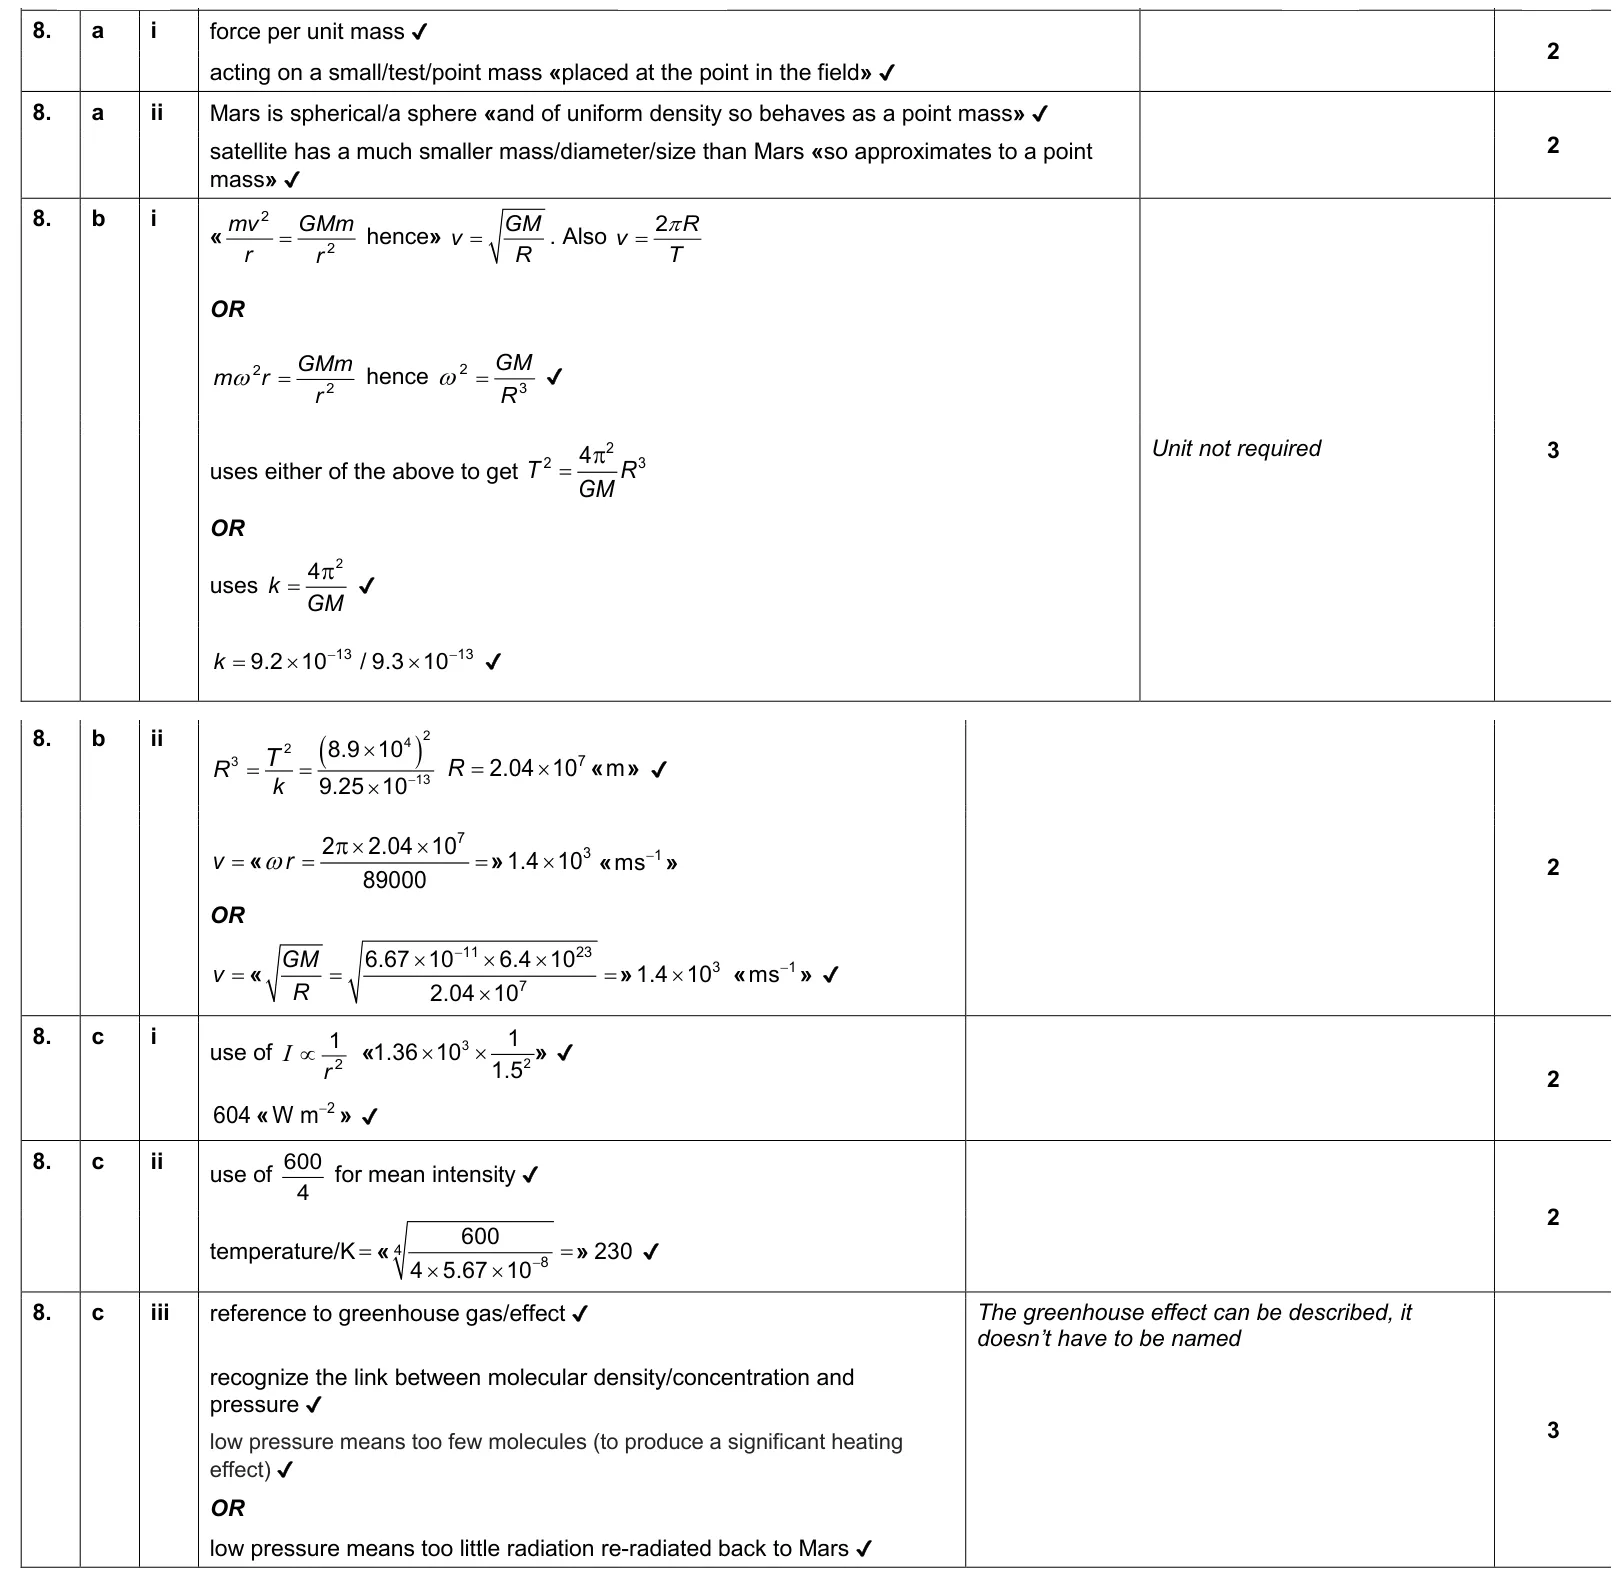 8. a i force per unit mass ✓
acting on a small/test/point mass «placed at the point in the field» ✓
2
8. a ii Mars is spherical/a sphere «and of uniform density so behaves as a point mass» ✓
satellite has a much smaller mass/diameter/size than Mars «so approximates to a point
mass» ✓
2
8. b i « mv²/r = GMm/r² hence» v = √(GM/R) . Also v = 2πR/T
OR
mω²r = GMm/r² hence ω² = GM/R³ ✓
uses either of the above to get T² = 4π²/GM R³
OR
uses k = 4π²/GM ✓
k = 9.2×10⁻¹³ / 9.3×10⁻¹³ ✓
Unit not required
3
8. b ii R³ = T²/k = (8.9×10⁴)²/9.25×10⁻¹³ R = 2.04×10⁷ «m» ✓
v = «ωr = 2π×2.04×10⁷/89000 =» 1.4×10³ «ms⁻¹»
OR
v = «√(GM/R) = √(6.67×10⁻¹¹×6.4×10²³/2.04×10⁷) =» 1.4×10³ «ms⁻¹» ✓
2
8. c i use of I ∝ 1/r² «1.36×10³ × 1/1.5²» ✓
604 «W m⁻²» ✓
2
8. c ii use of 600/4 for mean intensity ✓
temperature/K = «⁴√(600/4×5.67×10⁻⁸) =» 230 ✓
2
8. c iii reference to greenhouse gas/effect ✓
recognize the link between molecular density/concentration and
pressure ✓
low pressure means too few molecules (to produce a significant heating
effect) ✓
OR
low pressure means too little radiation re-radiated back to Mars ✓
The greenhouse effect can be described, it
doesn’t have to be named
3